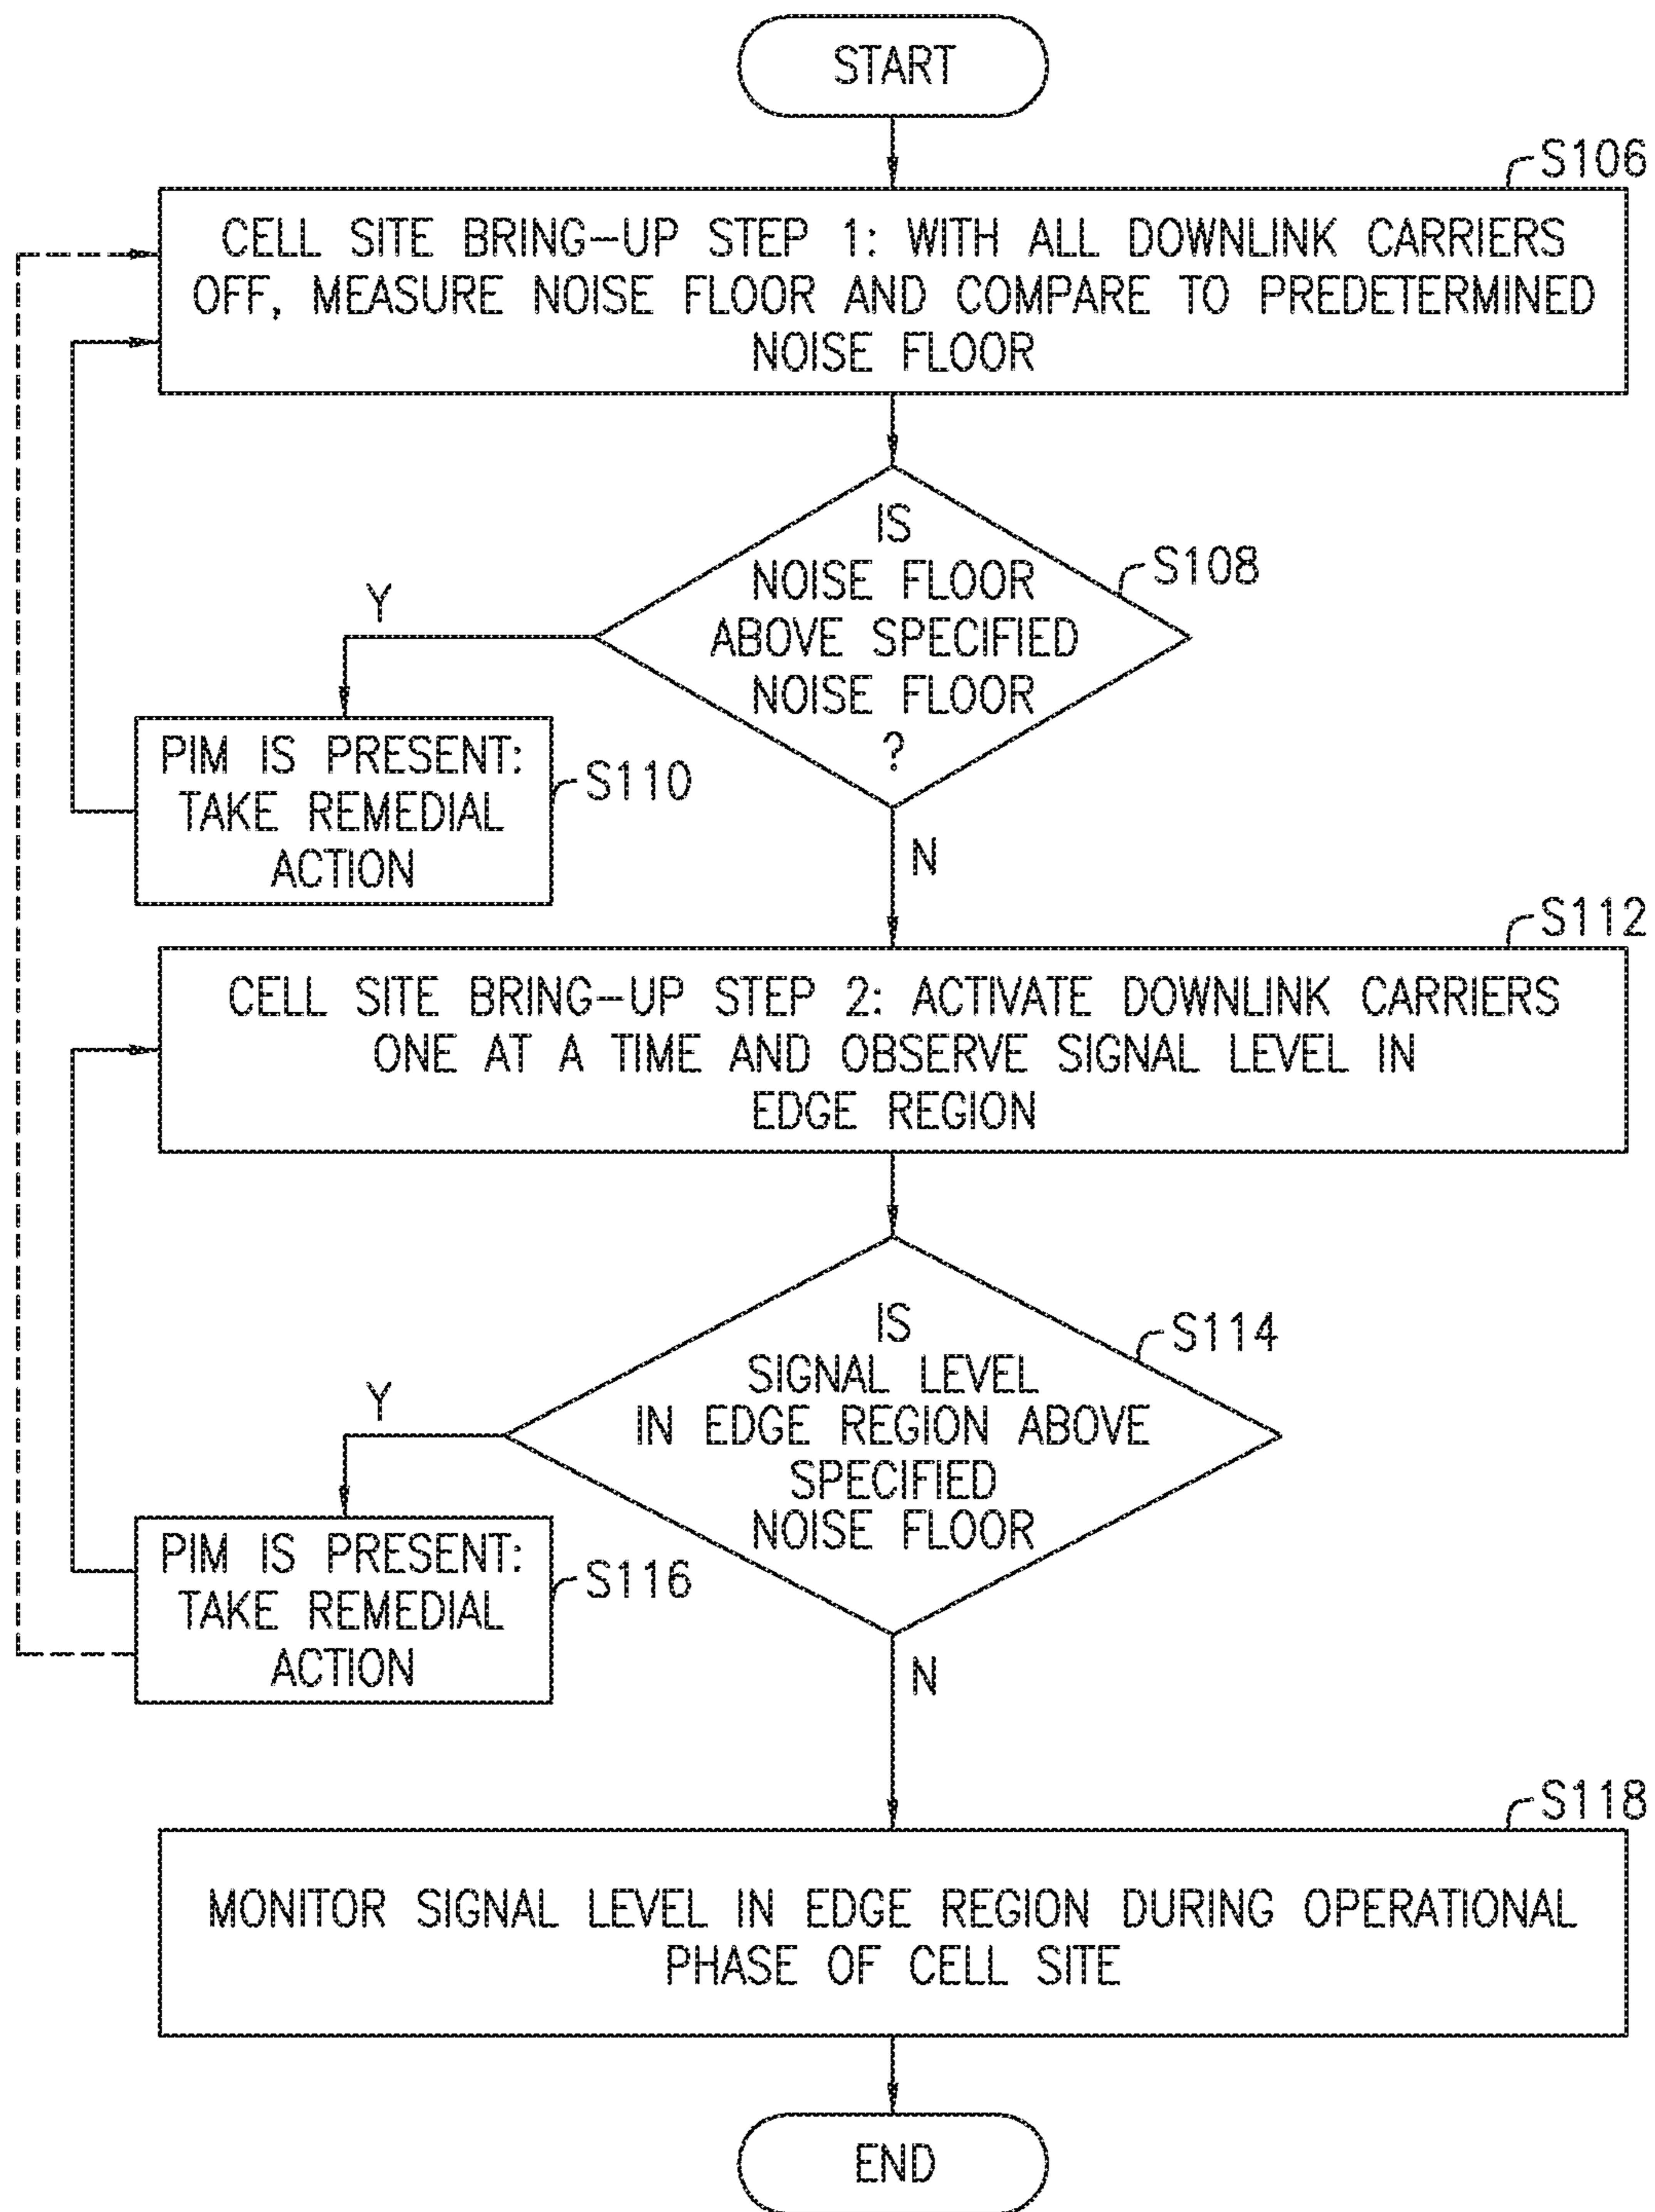 START
S106
CELL SITE BRING-UP STEP 1: WITH ALL DOWNLINK CARRIERS
OFF, MEASURE NOISE FLOOR AND COMPARE TO PREDETERMINED
NOISE FLOOR
IS
NOISE FLOOR
ABOVE SPECIFIED
NOISE FLOOR
?
S108
Y
PIM IS PRESENT:
TAKE REMEDIAL
ACTION
S110
N
S112
CELL SITE BRING-UP STEP 2: ACTIVATE DOWNLINK CARRIERS
ONE AT A TIME AND OBSERVE SIGNAL LEVEL IN
EDGE REGION
IS
SIGNAL LEVEL
IN EDGE REGION ABOVE
SPECIFIED
NOISE FLOOR
S114
Y
PIM IS PRESENT:
TAKE REMEDIAL
ACTION
S116
N
S118
MONITOR SIGNAL LEVEL IN EDGE REGION DURING OPERATIONAL
PHASE OF CELL SITE
END